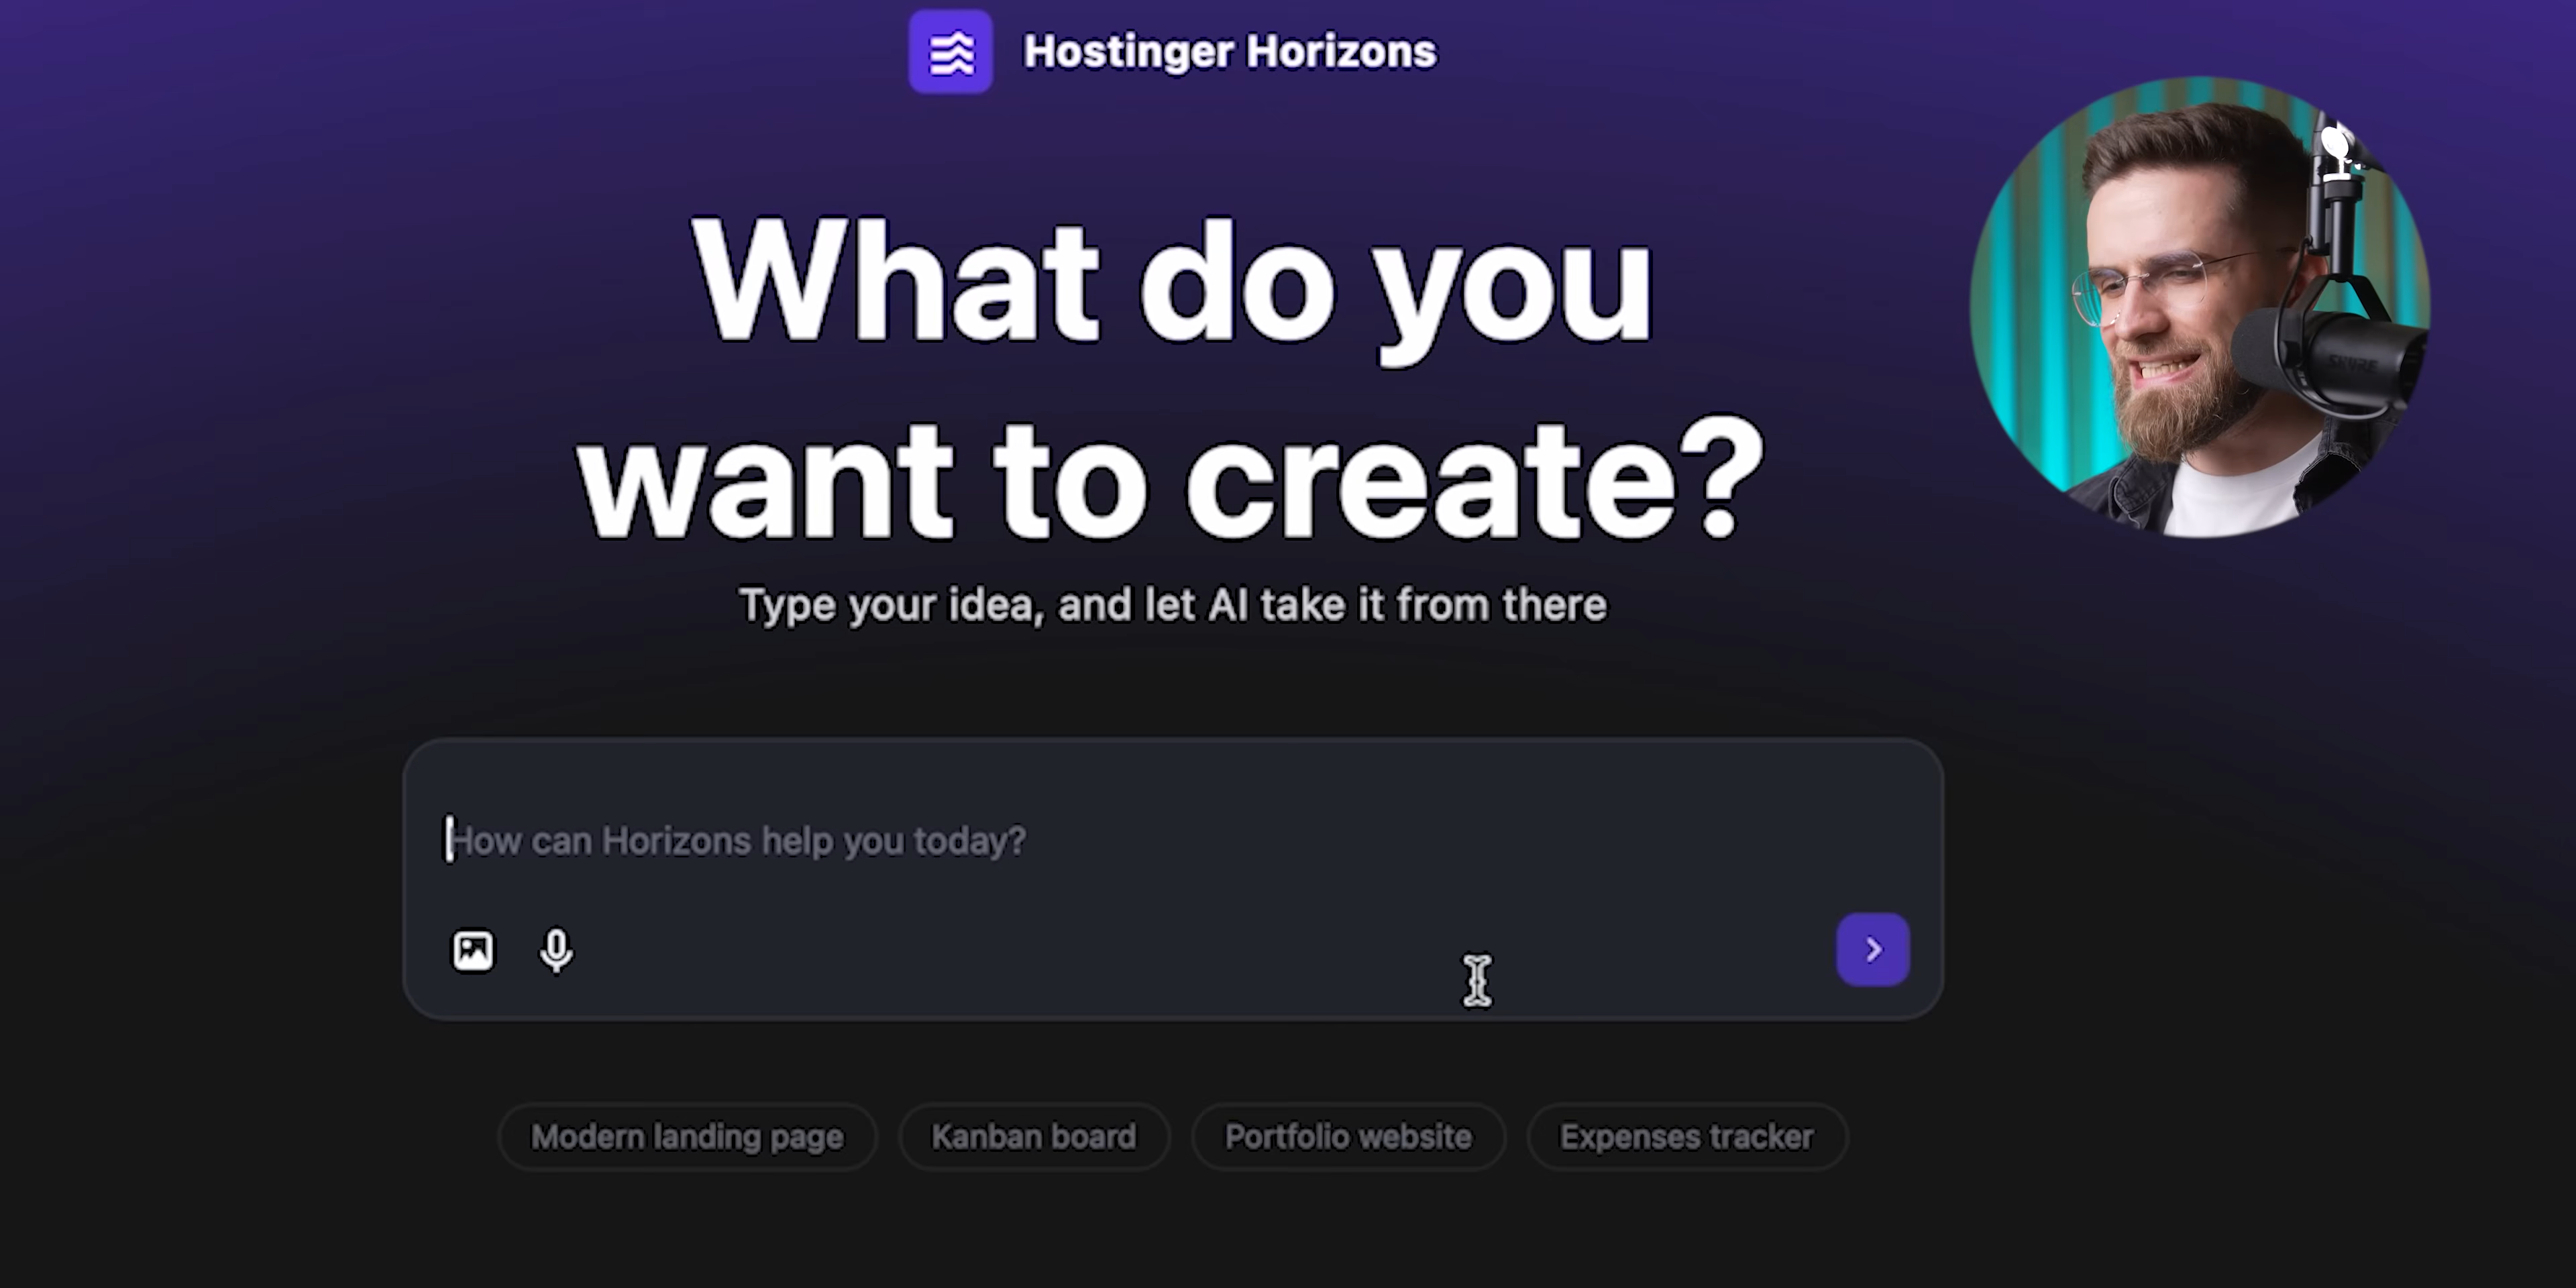 Hostinger Horizons
What do you
want to create?
Type your idea, and let AI take it from there
How can Horizons help you today?
Modern landing page
Kanban board
Portfolio website
Expenses tracker
SHURE